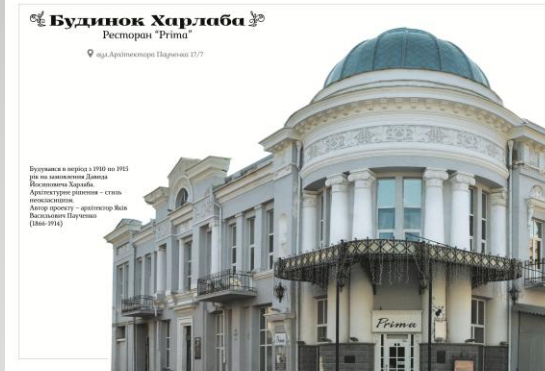 Будинок Харлаба
Ресторан "Prima"
вул.Архітектора Паученка 17/7
Будувався в період з 1910 по 1915
рік на замовлення Давида
Йосиповича Харлаба.
Архітектурне рішення – стиль
неокласицизм.
Автор проекту – архітектор Яків
Васильович Паученко
(1866-1914)
Prima